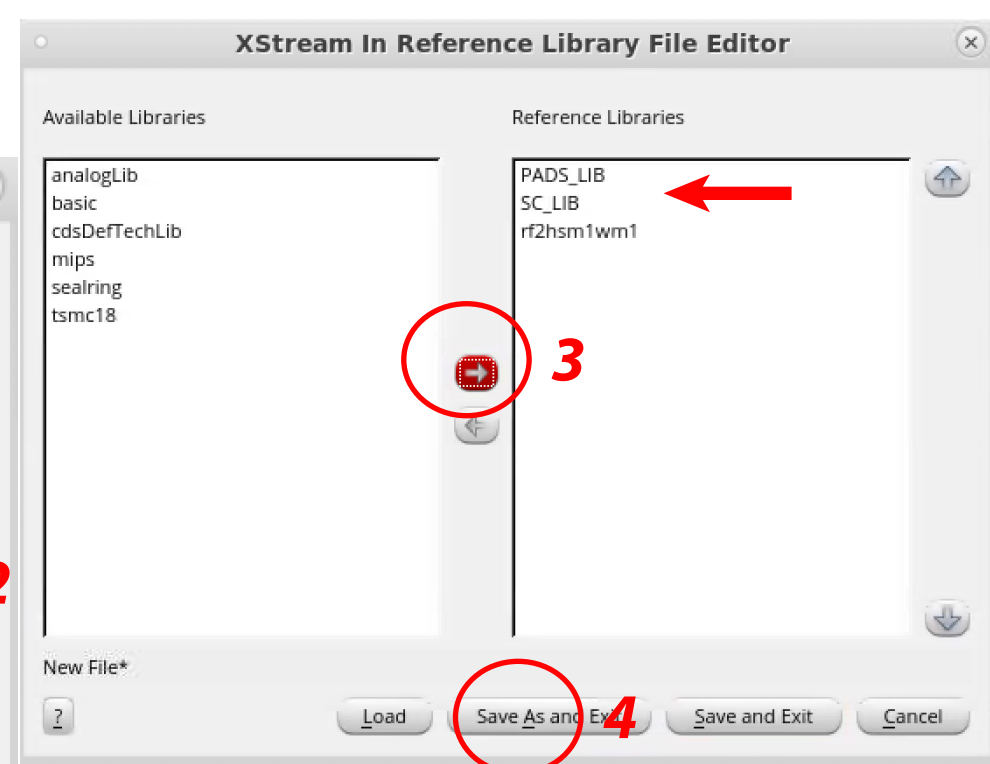 XStream In Reference Library File Editor
Available Libraries
Reference Libraries
analogLib
basic
cdsDefTechLib
mips
sealring
tsmc18
PADS_LIB
SC_LIB
rf2hsm1wm1
3
2
New File*
?
Load
Save As and Exit
4
Save and Exit
Cancel